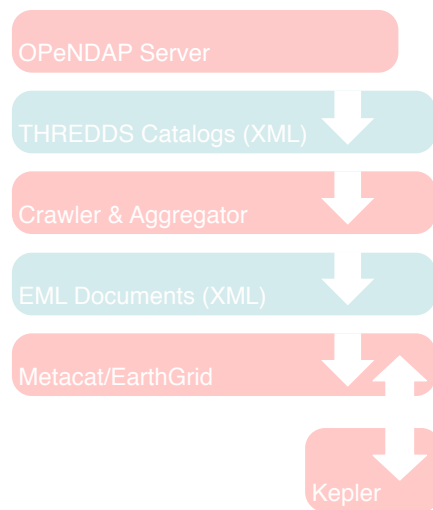 OPeNDAP Server
THREDDS Catalogs (XML)
Crawler & Aggregator
EML Documents (XML)
Metacat/EarthGrid
Kepler